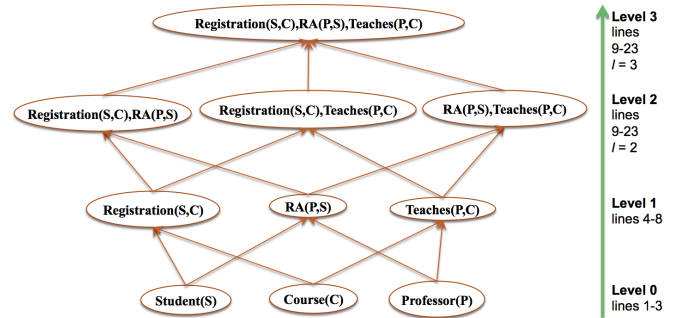 Registration(S,C),RA(P,S),Teaches(P,C)
Level 3
lines
9-23
l = 3
Registration(S,C),RA(P,S)
Registration(S,C),Teaches(P,C)
RA(P,S),Teaches(P,C)
Level 2
lines
9-23
l = 2
Registration(S,C)
RA(P,S)
Teaches(P,C)
Level 1
lines 4-8
Student(S)
Course(C)
Professor(P)
Level 0
lines 1-3